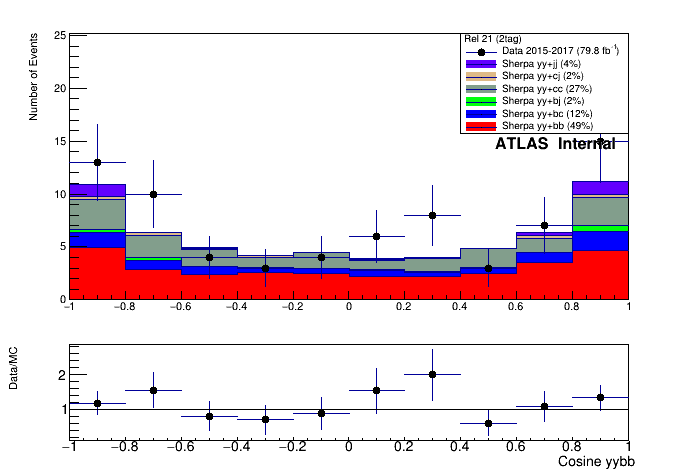 Number of Events
25
20
15
10
5
0
−1 −0.8 −0.6 −0.4 −0.2 0 0.2 0.4 0.6 0.8 1
Rel 21 (2tag)
Data 2015-2017 (79.8 fb⁻¹)
Sherpa yy+jj (4%)
Sherpa yy+cj (2%)
Sherpa yy+cc (27%)
Sherpa yy+bj (2%)
Sherpa yy+bc (12%)
Sherpa yy+bb (49%)
ATLAS Internal
Data/MC
2
1
−1 −0.8 −0.6 −0.4 −0.2 0 0.2 0.4 0.6 0.8 1
Cosine yybb